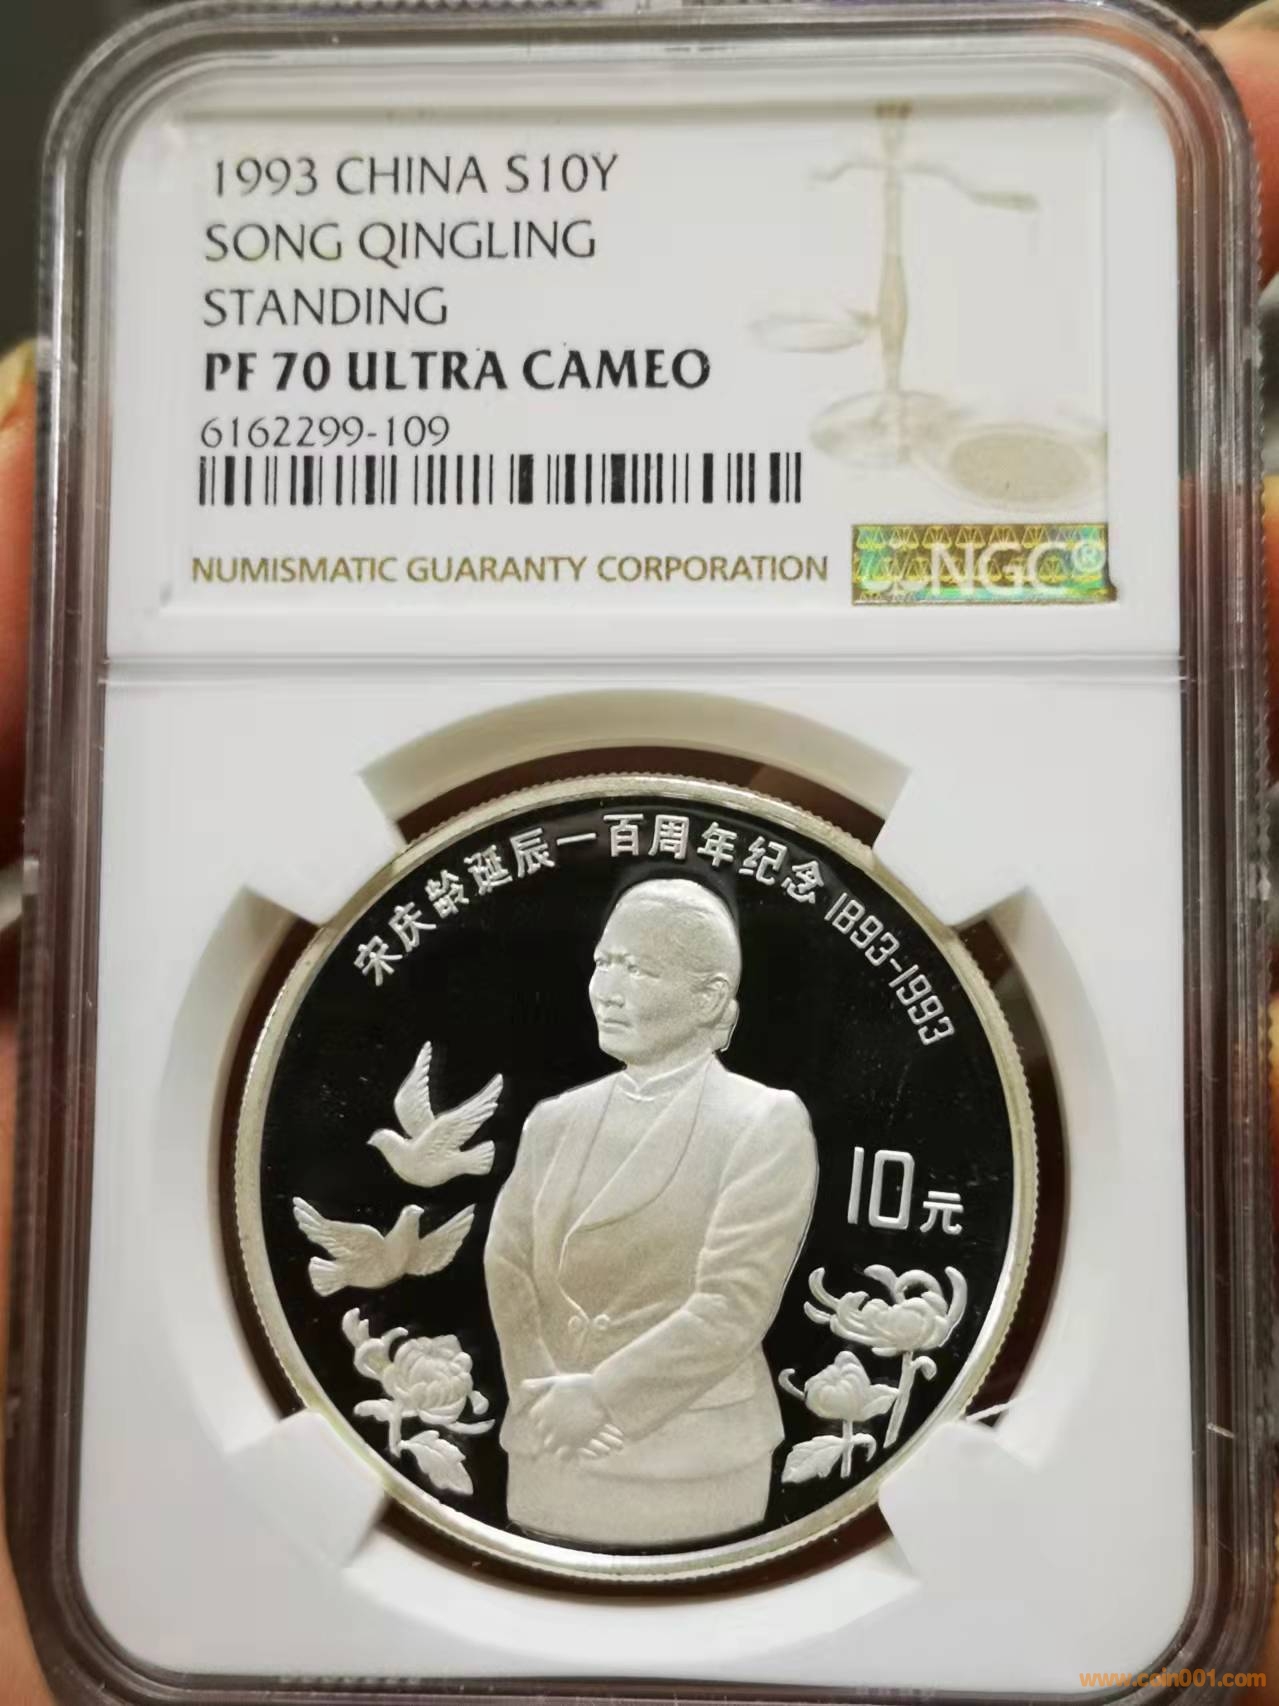 1993 CHINA S10Y
SONG QINGLING
STANDING
PF 70 ULTRA CAMEO
6162299-109
NUMISMATIC GUARANTY CORPORATION
NGC®
宋庆龄诞辰一百周年纪念 1893-1993
10元
www.coin001.com